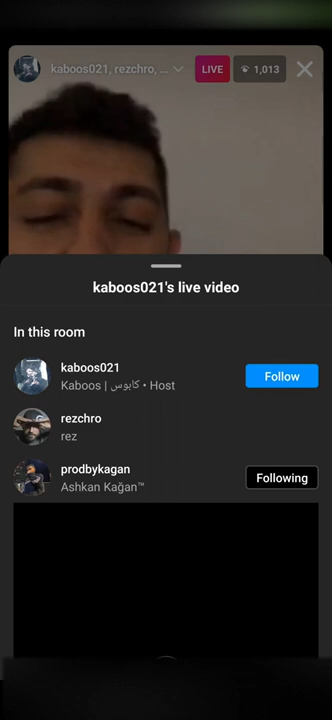 kaboos021, rezchro, ...
LIVE
1,013
kaboos021's live video
In this room
kaboos021
Kaboos | کابوس • Host
Follow
rezchro
rez
prodbykagan
Ashkan Kağan™
Following